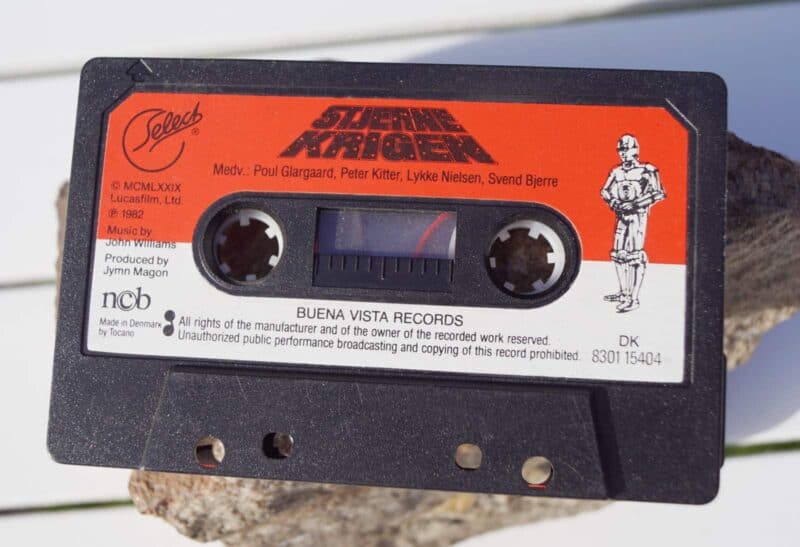 Select®
STJERNE
KRIGEN
Medv.: Poul Glargaard, Peter Kitter, Lykke Nielsen, Svend Bjerre
© MCMLXXIX
Lucasfilm, Ltd.
℗ 1982
Music by
John Williams
Produced by
Jymn Magon
ncb
Made in Denmark
by Tocano
BUENA VISTA RECORDS
All rights of the manufacturer and of the owner of the recorded work reserved.
Unauthorized public performance broadcasting and copying of this record prohibited.
DK
8301 15404